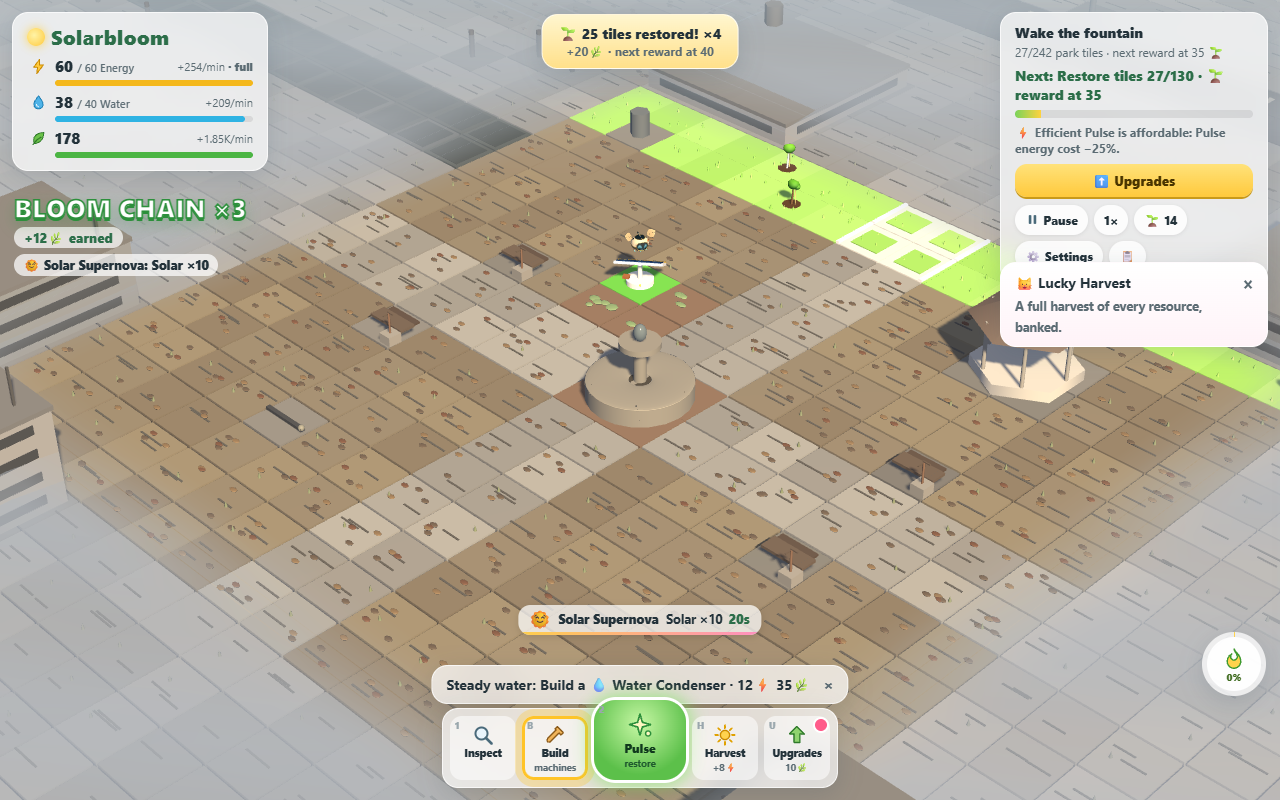 Solarbloom
60 / 60 Energy +254/min · full
38 / 40 Water +209/min
178 +1.85K/min
BLOOM CHAIN ×3
+12 earned
Solar Supernova: Solar ×10
25 tiles restored! ×4
+20 · next reward at 40
Wake the fountain
27/242 park tiles · next reward at 35
Next: Restore tiles 27/130 ·
reward at 35
Efficient Pulse is affordable: Pulse
energy cost −25%.
Upgrades
Pause 1× 14
Settings
Lucky Harvest ×
A full harvest of every resource,
banked.
Solar Supernova Solar ×10 20s
0%
Steady water: Build a Water Condenser · 12 35 ×
1 Inspect
B Build
machines
Pulse
restore
H Harvest
+8
U Upgrades
10